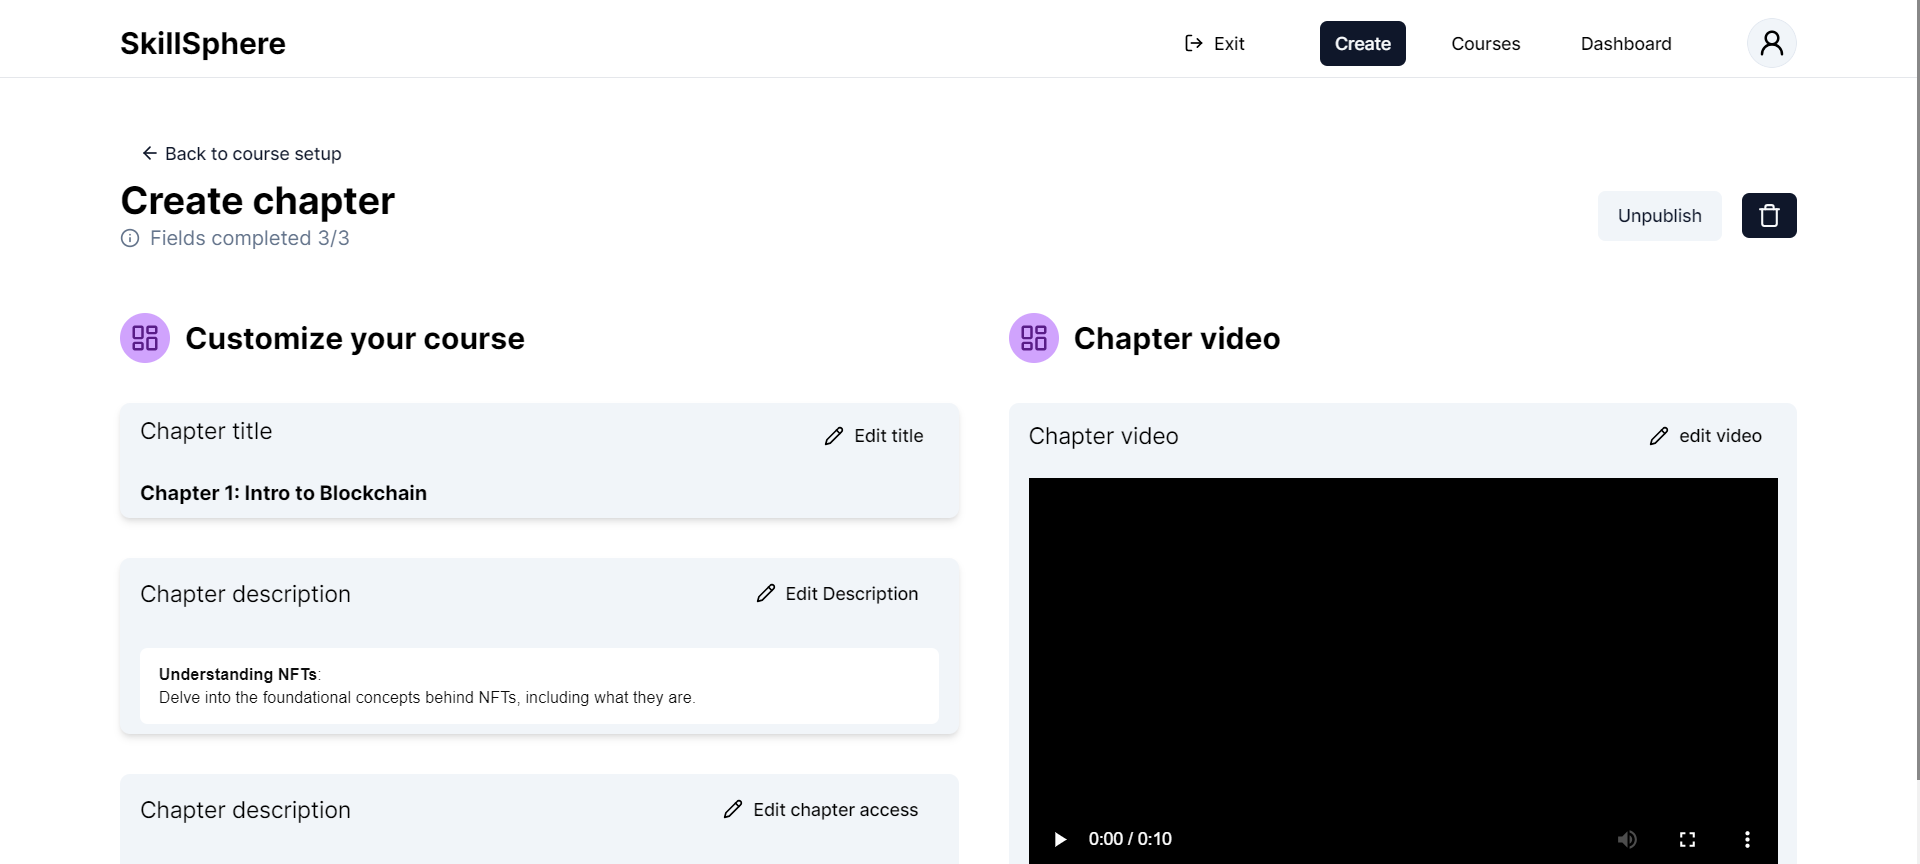 SkillSphere
Exit
Create
Courses
Dashboard
Back to course setup
Create chapter
Fields completed 3/3
Unpublish
Customize your course
Chapter title
Edit title
Chapter 1: Intro to Blockchain
Chapter description
Edit Description
Understanding NFTs:
Delve into the foundational concepts behind NFTs, including what they are.
Chapter description
Edit chapter access
Chapter video
Chapter video
edit video
0:00 / 0:10